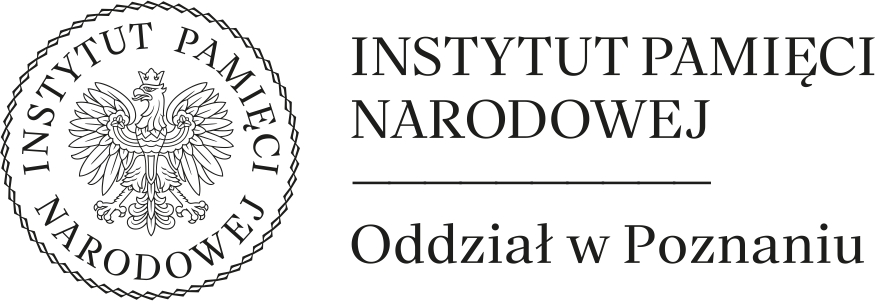 INSTYTUT PAMIĘCI
NARODOWEJ
INSTYTUT PAMIĘCI
NARODOWEJ
Oddział w Poznaniu